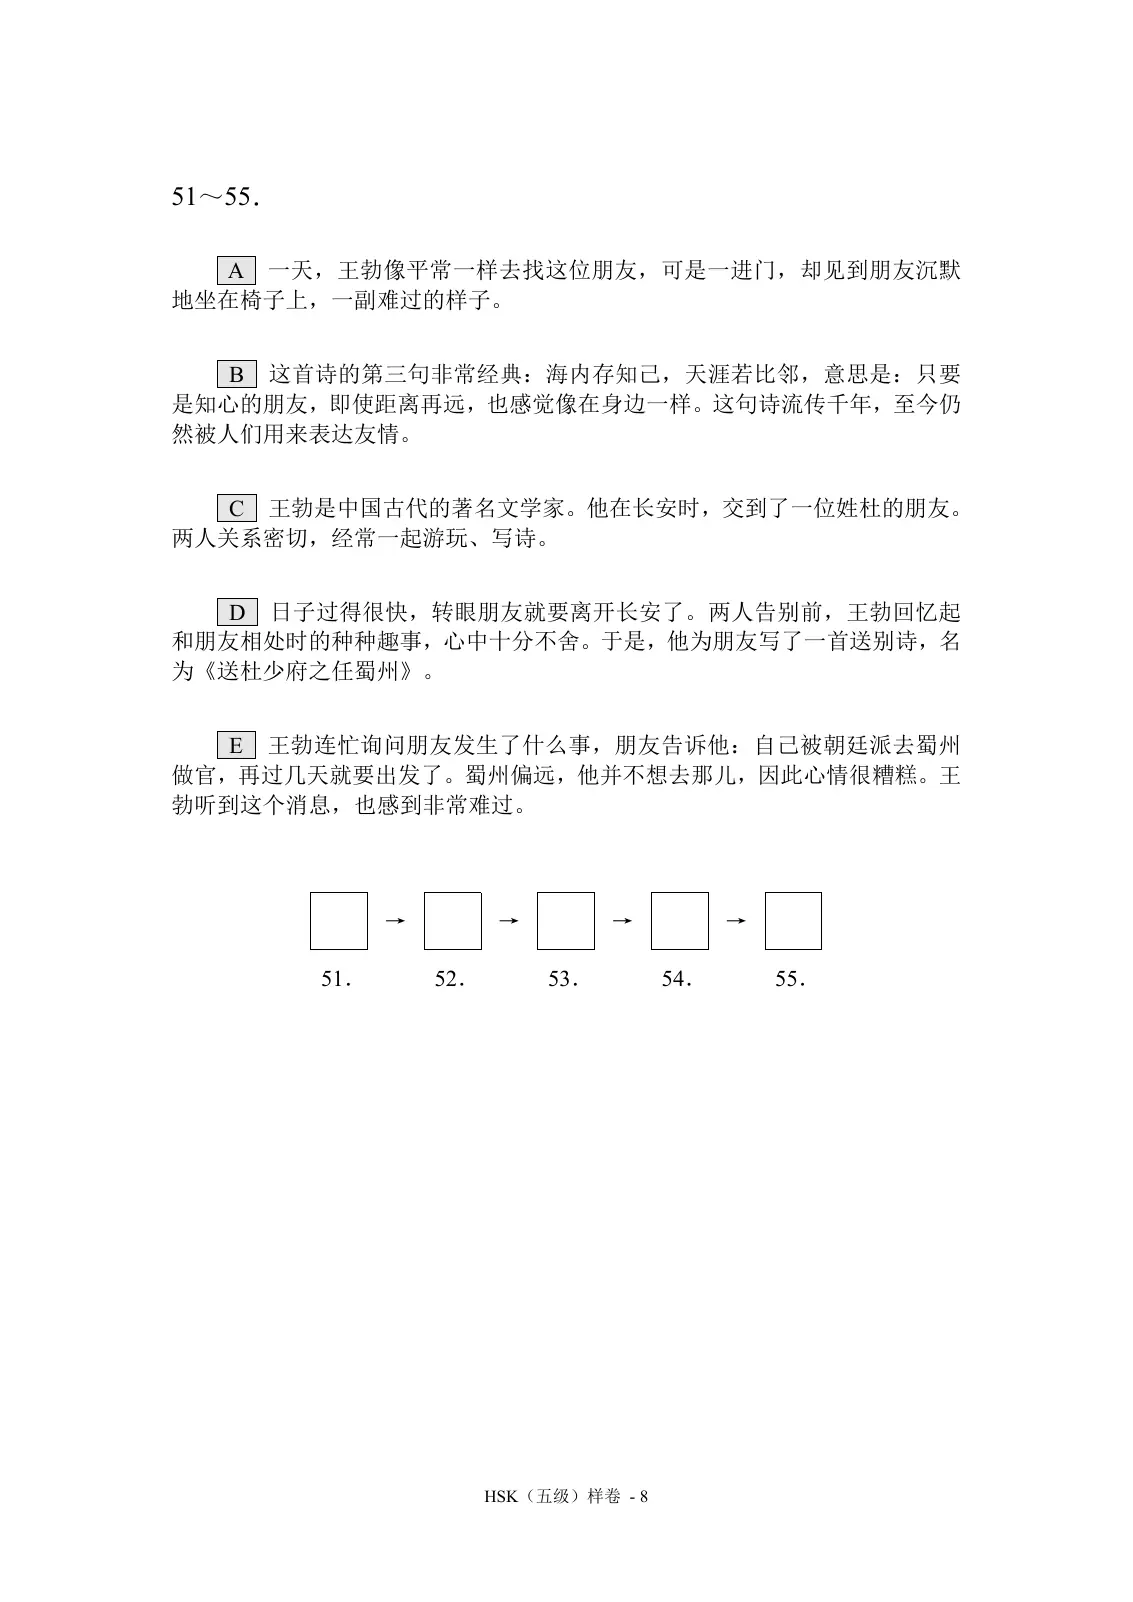 51～55．
A 一天，王勃像平常一样去找这位朋友，可是一进门，却见到朋友沉默
地坐在椅子上，一副难过的样子。
B 这首诗的第三句非常经典：海内存知己，天涯若比邻，意思是：只要
是知心的朋友，即使距离再远，也感觉像在身边一样。这句诗流传千年，至今仍
然被人们用来表达友情。
C 王勃是中国古代的著名文学家。他在长安时，交到了一位姓杜的朋友。
两人关系密切，经常一起游玩、写诗。
D 日子过得很快，转眼朋友就要离开长安了。两人告别前，王勃回忆起
和朋友相处时的种种趣事，心中十分不舍。于是，他为朋友写了一首送别诗，名
为《送杜少府之任蜀州》。
E 王勃连忙询问朋友发生了什么事，朋友告诉他：自己被朝廷派去蜀州
做官，再过几天就要出发了。蜀州偏远，他并不想去那儿，因此心情很糟糕。王
勃听到这个消息，也感到非常难过。
→ → → →
51． 52． 53． 54． 55．
HSK（五级）样卷 - 8